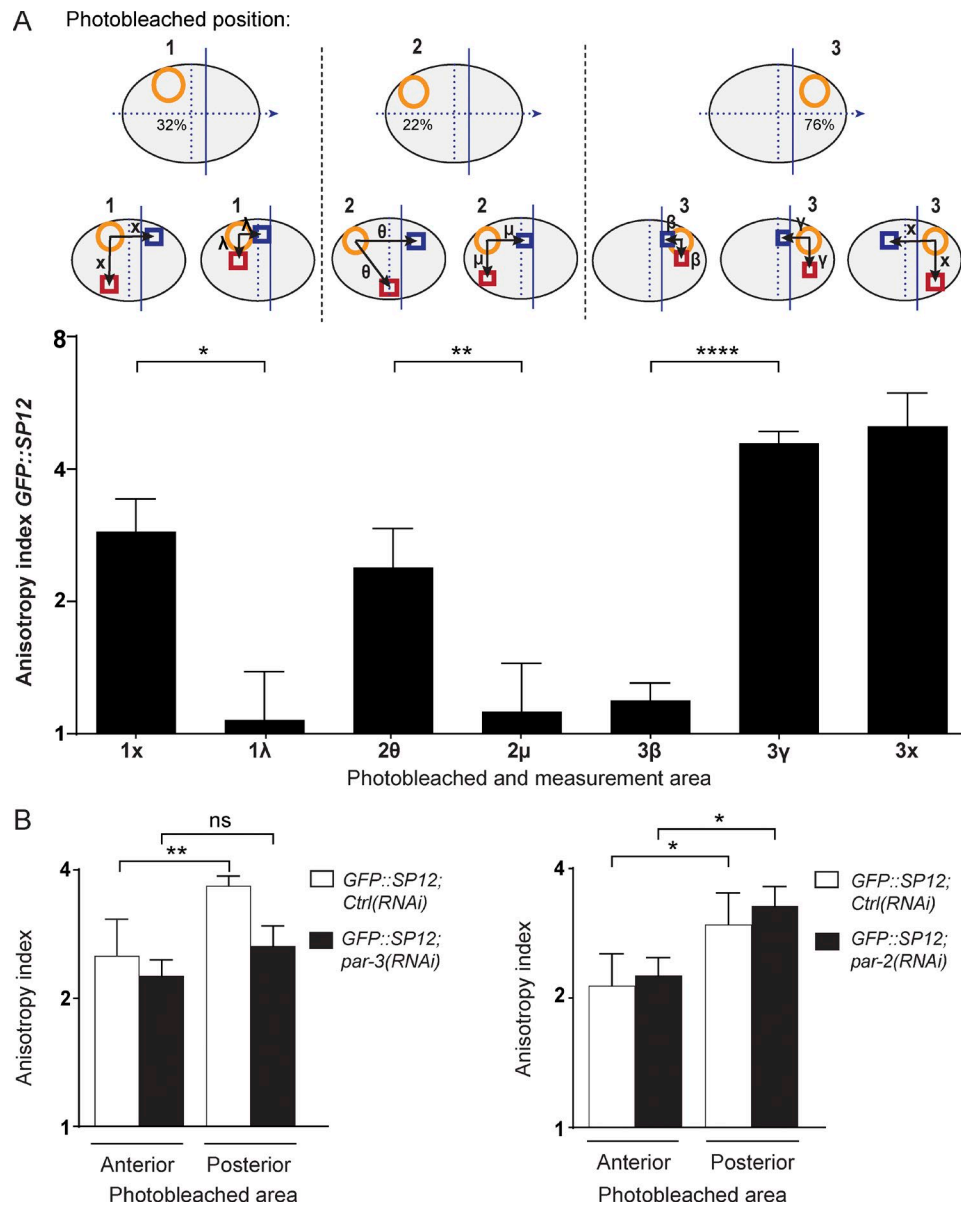 A
Photobleached position:
1
2
3
32%
22%
76%
1
1
2
2
3
3
3
x
x
λ
λ
θ
θ
μ
μ
β
β
γ
γ
x
x
Anisotropy index GFP::SP12
8
4
2
1
*
**
****
1x
1λ
2θ
2μ
3β
3γ
3x
Photobleached and measurement area
B
Anisotropy index
4
2
1
ns
**
GFP::SP12;
Ctrl(RNAi)
GFP::SP12;
par-3(RNAi)
Anterior
Posterior
Photobleached area
Anisotropy index
4
2
1
*
*
GFP::SP12;
Ctrl(RNAi)
GFP::SP12;
par-2(RNAi)
Anterior
Posterior
Photobleached area